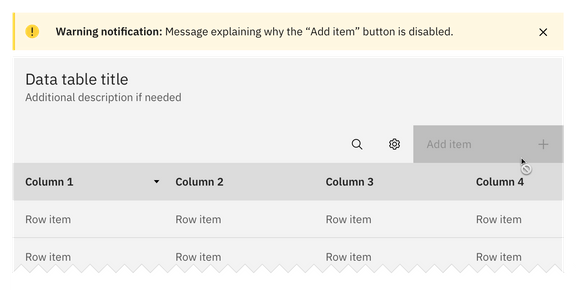 Warning notification: Message explaining why the “Add item” button is disabled.
Data table title
Additional description if needed
Add item
Column 1 Column 2 Column 3 Column 4
Row item Row item Row item Row item
Row item Row item Row item Row item